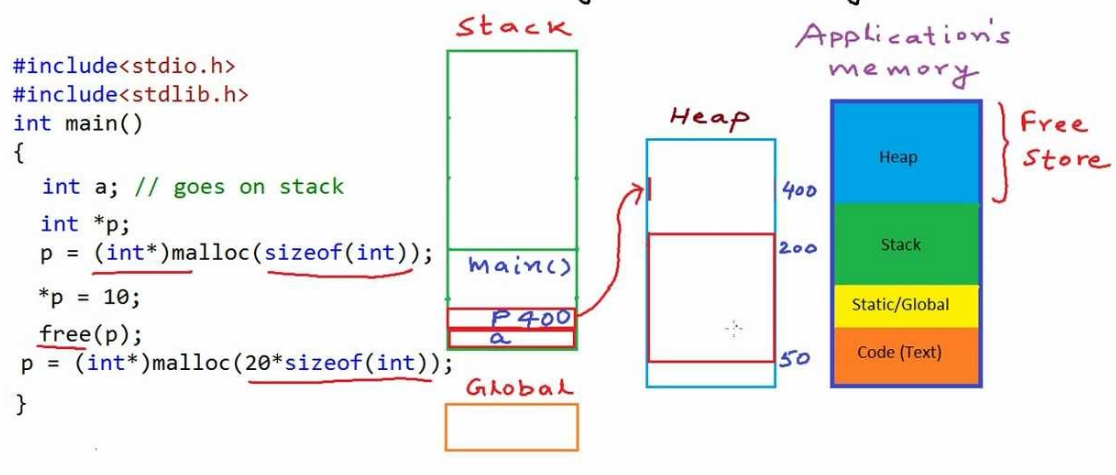 #include<stdio.h>
#include<stdlib.h>
int main()
{
int a; // goes on stack
int *p;
p = (int*)malloc(sizeof(int));
*p = 10;
free(p);
p = (int*)malloc(20*sizeof(int));
}
Stack
main()
P 400
a
Global
Heap
400
200
50
Application's
memory
Heap
Stack
Static/Global
Code (Text)
Free
Store